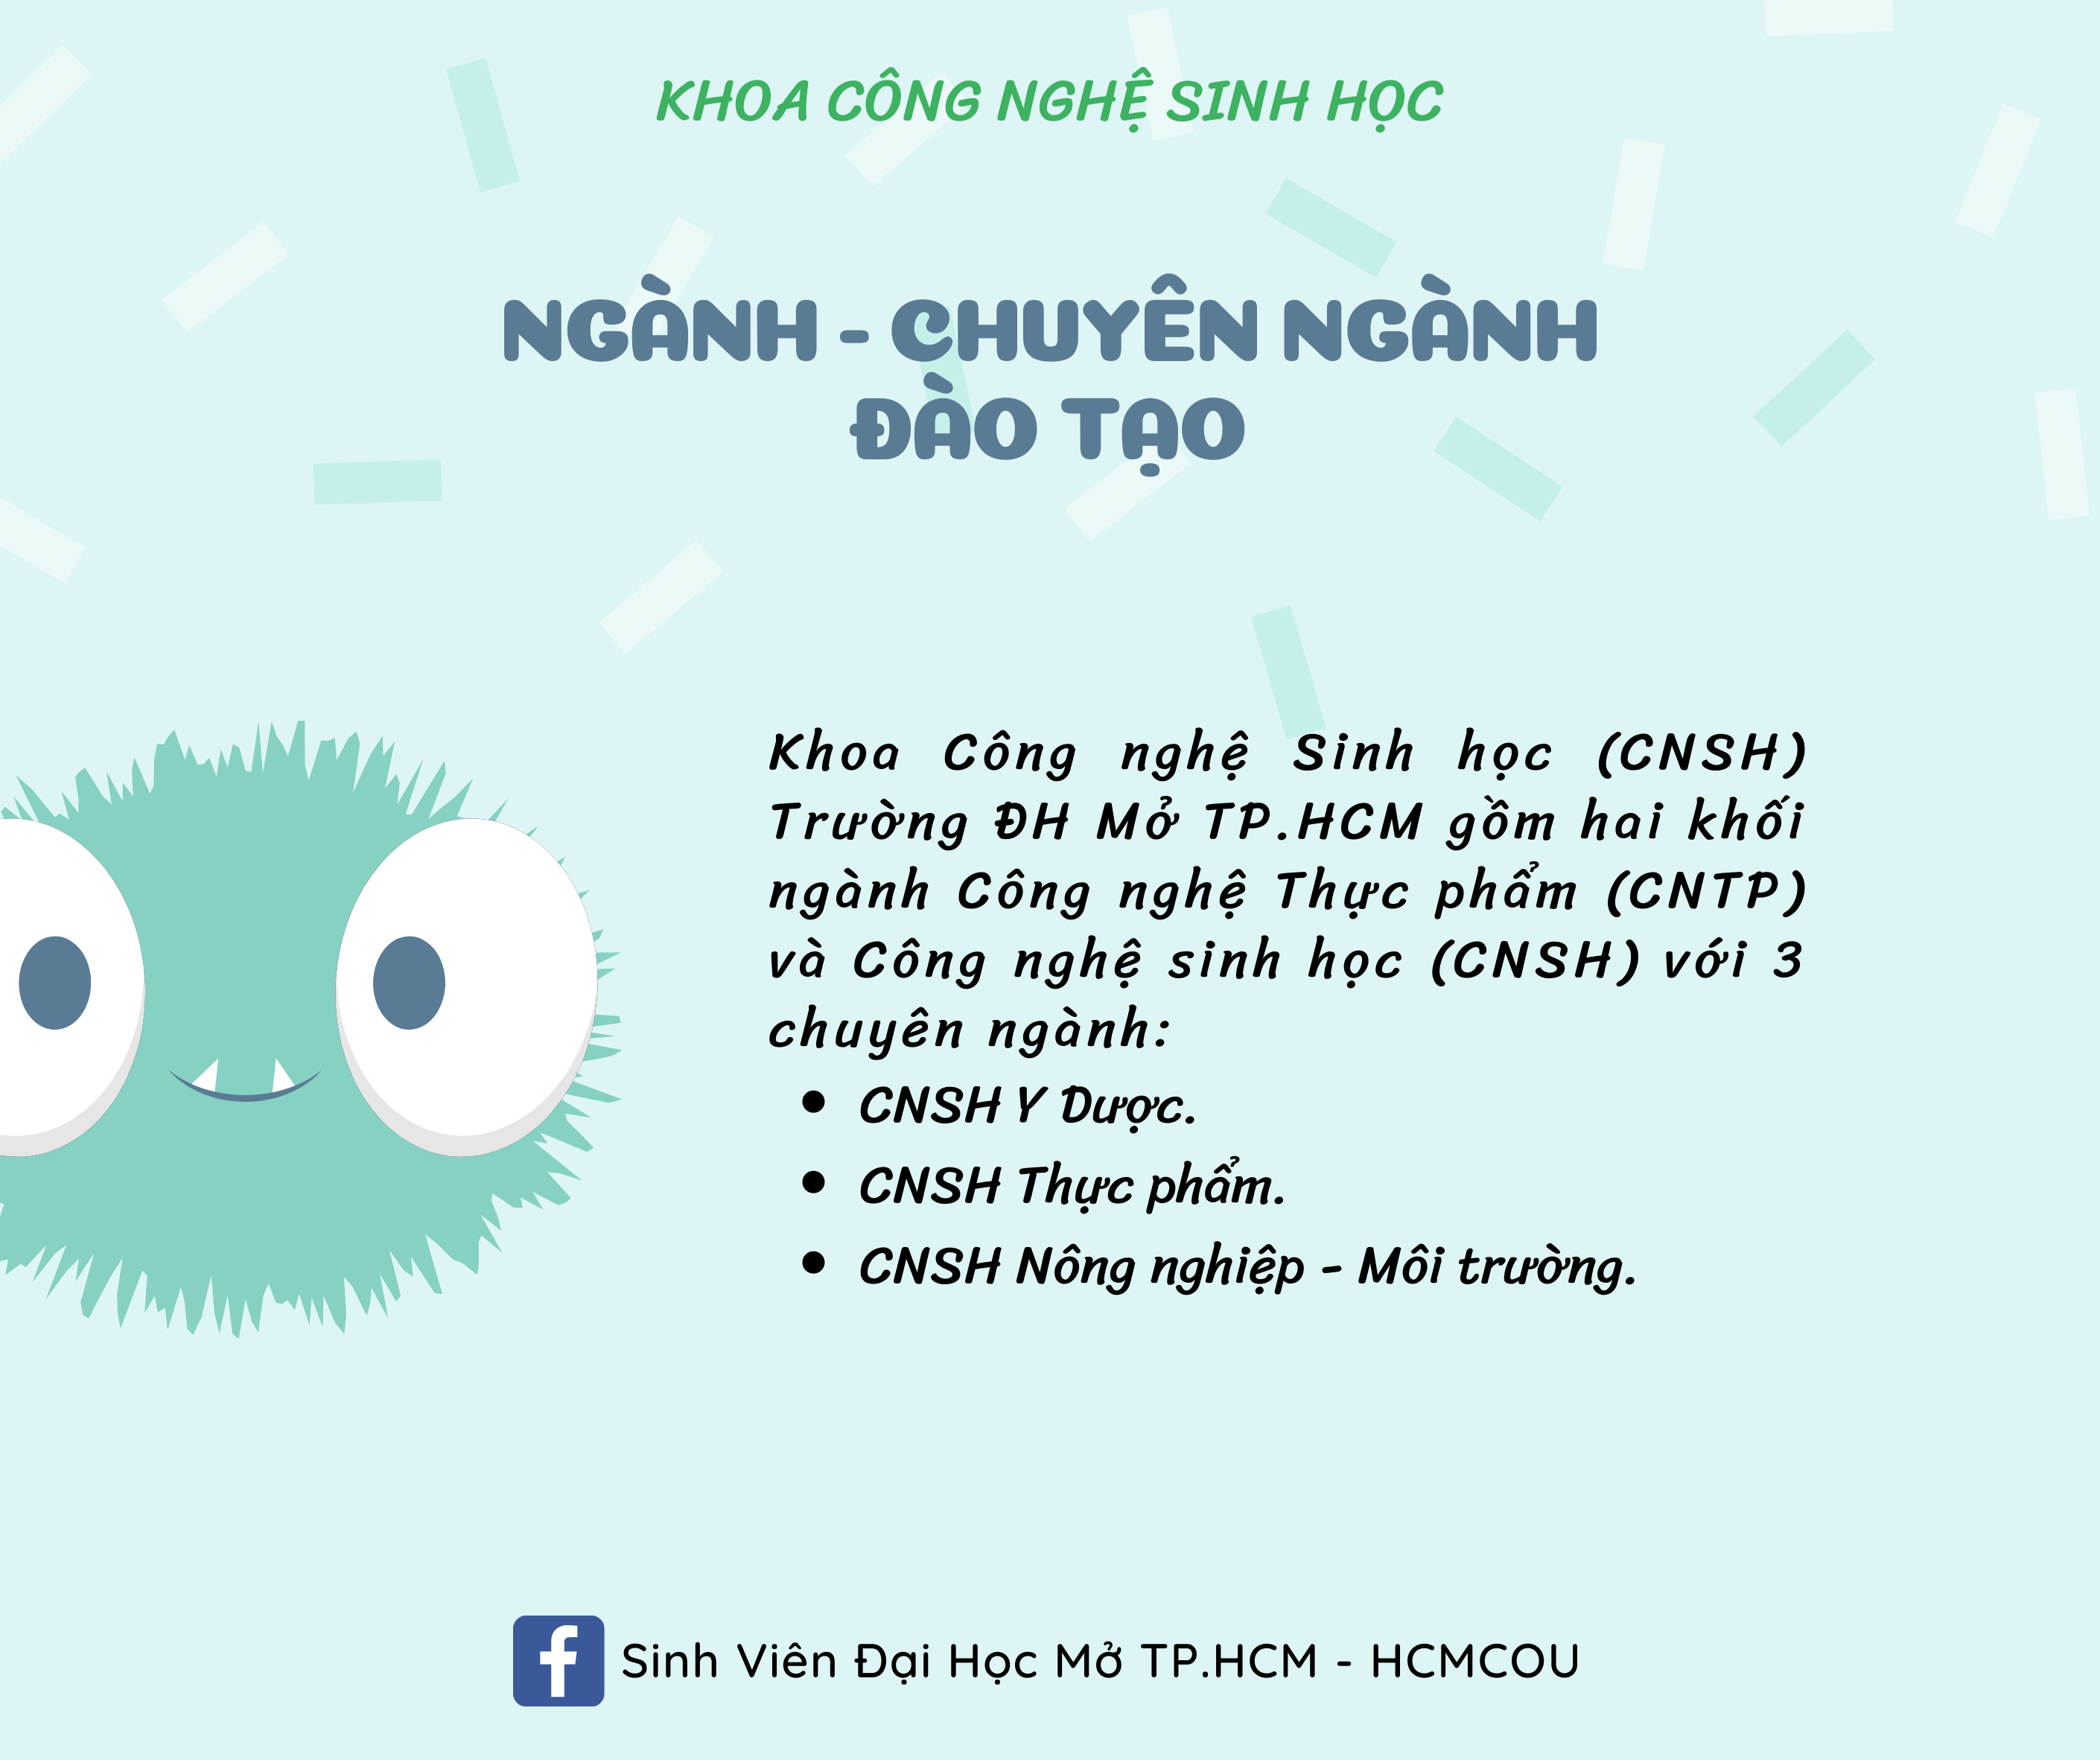 KHOA CÔNG NGHỆ SINH HỌC
NGÀNH - CHUYÊN NGÀNH
ĐÀO TẠO
Khoa Công nghệ Sinh học (CNSH)
Trường ĐH Mở TP.HCM gồm hai khối
ngành Công nghệ Thực phẩm (CNTP)
và Công nghệ sinh học (CNSH) với 3
chuyên ngành:
• CNSH Y Dược.
• CNSH Thực phẩm.
• CNSH Nông nghiệp - Môi trường.
Sinh Viên Đại Học Mở TP.HCM - HCMCOU